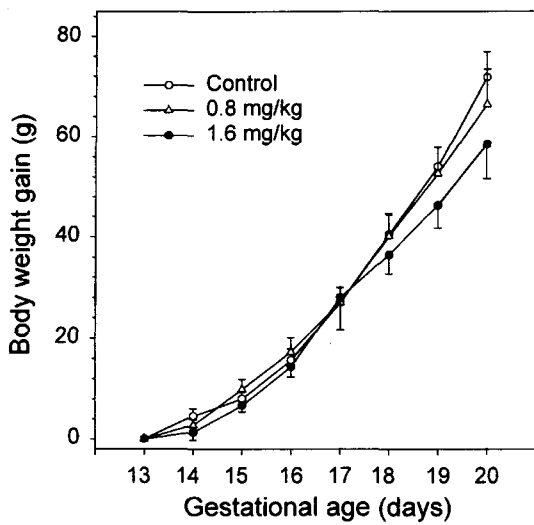 80
60
40
20
0
Body weight gain (g)
Control
0.8 mg/kg
1.6 mg/kg
13 14 15 16 17 18 19 20
Gestational age (days)